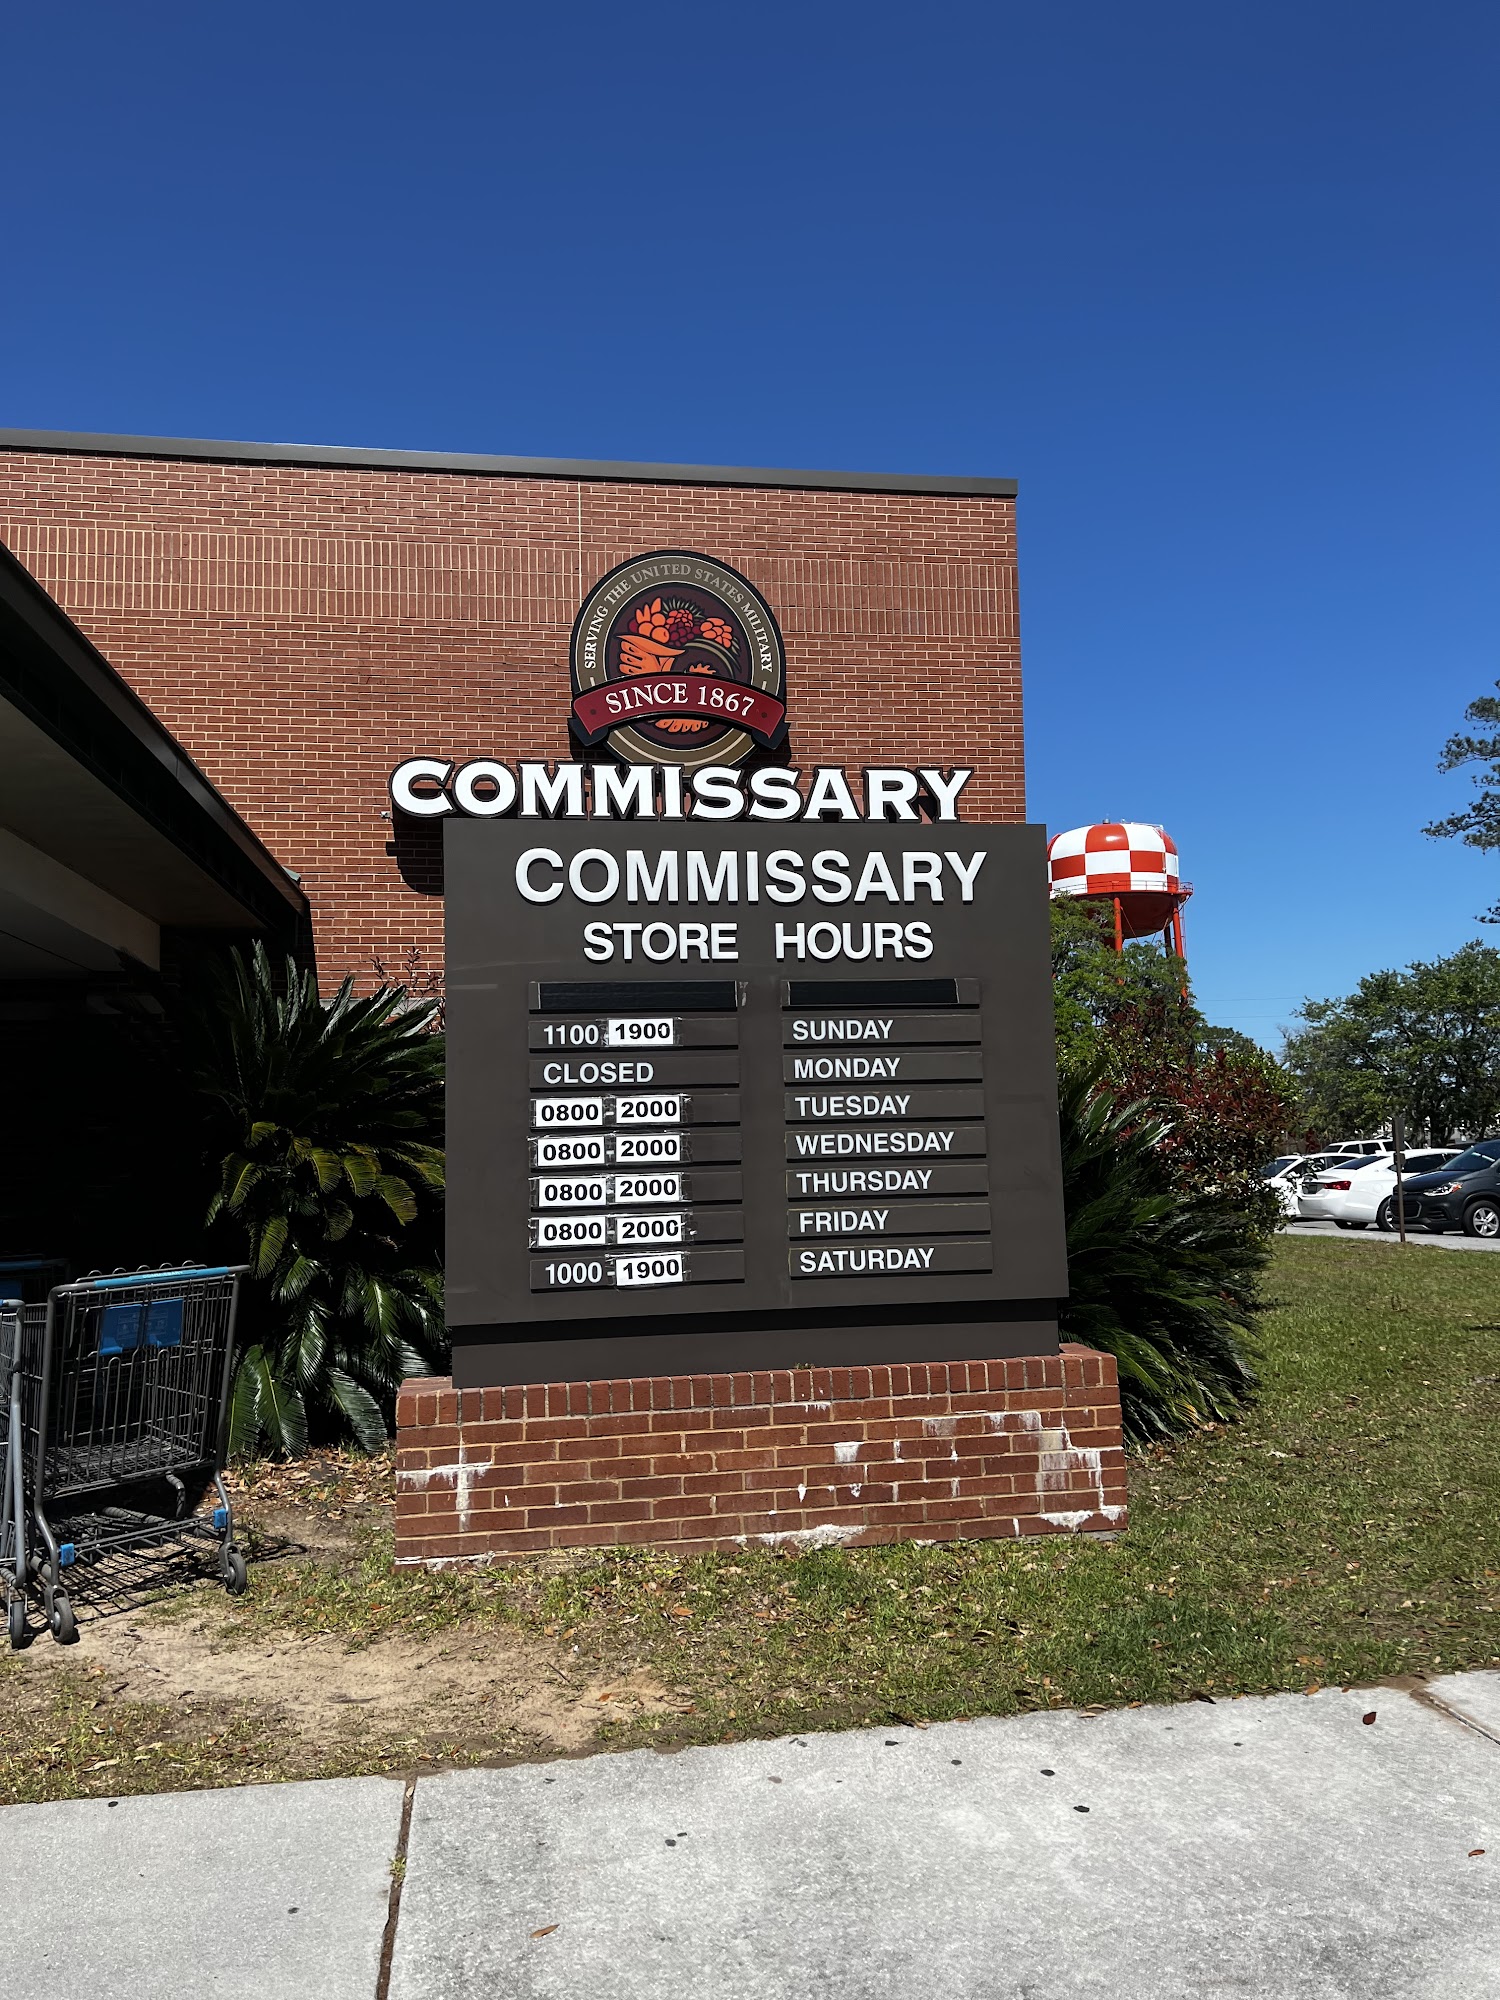 SERVING THE UNITED STATES MILITARY
SINCE 1867
COMMISSARY
COMMISSARY
STORE HOURS
1100-1900 SUNDAY
CLOSED MONDAY
0800-2000 TUESDAY
0800-2000 WEDNESDAY
0800-2000 THURSDAY
0800-2000 FRIDAY
1000-1900 SATURDAY